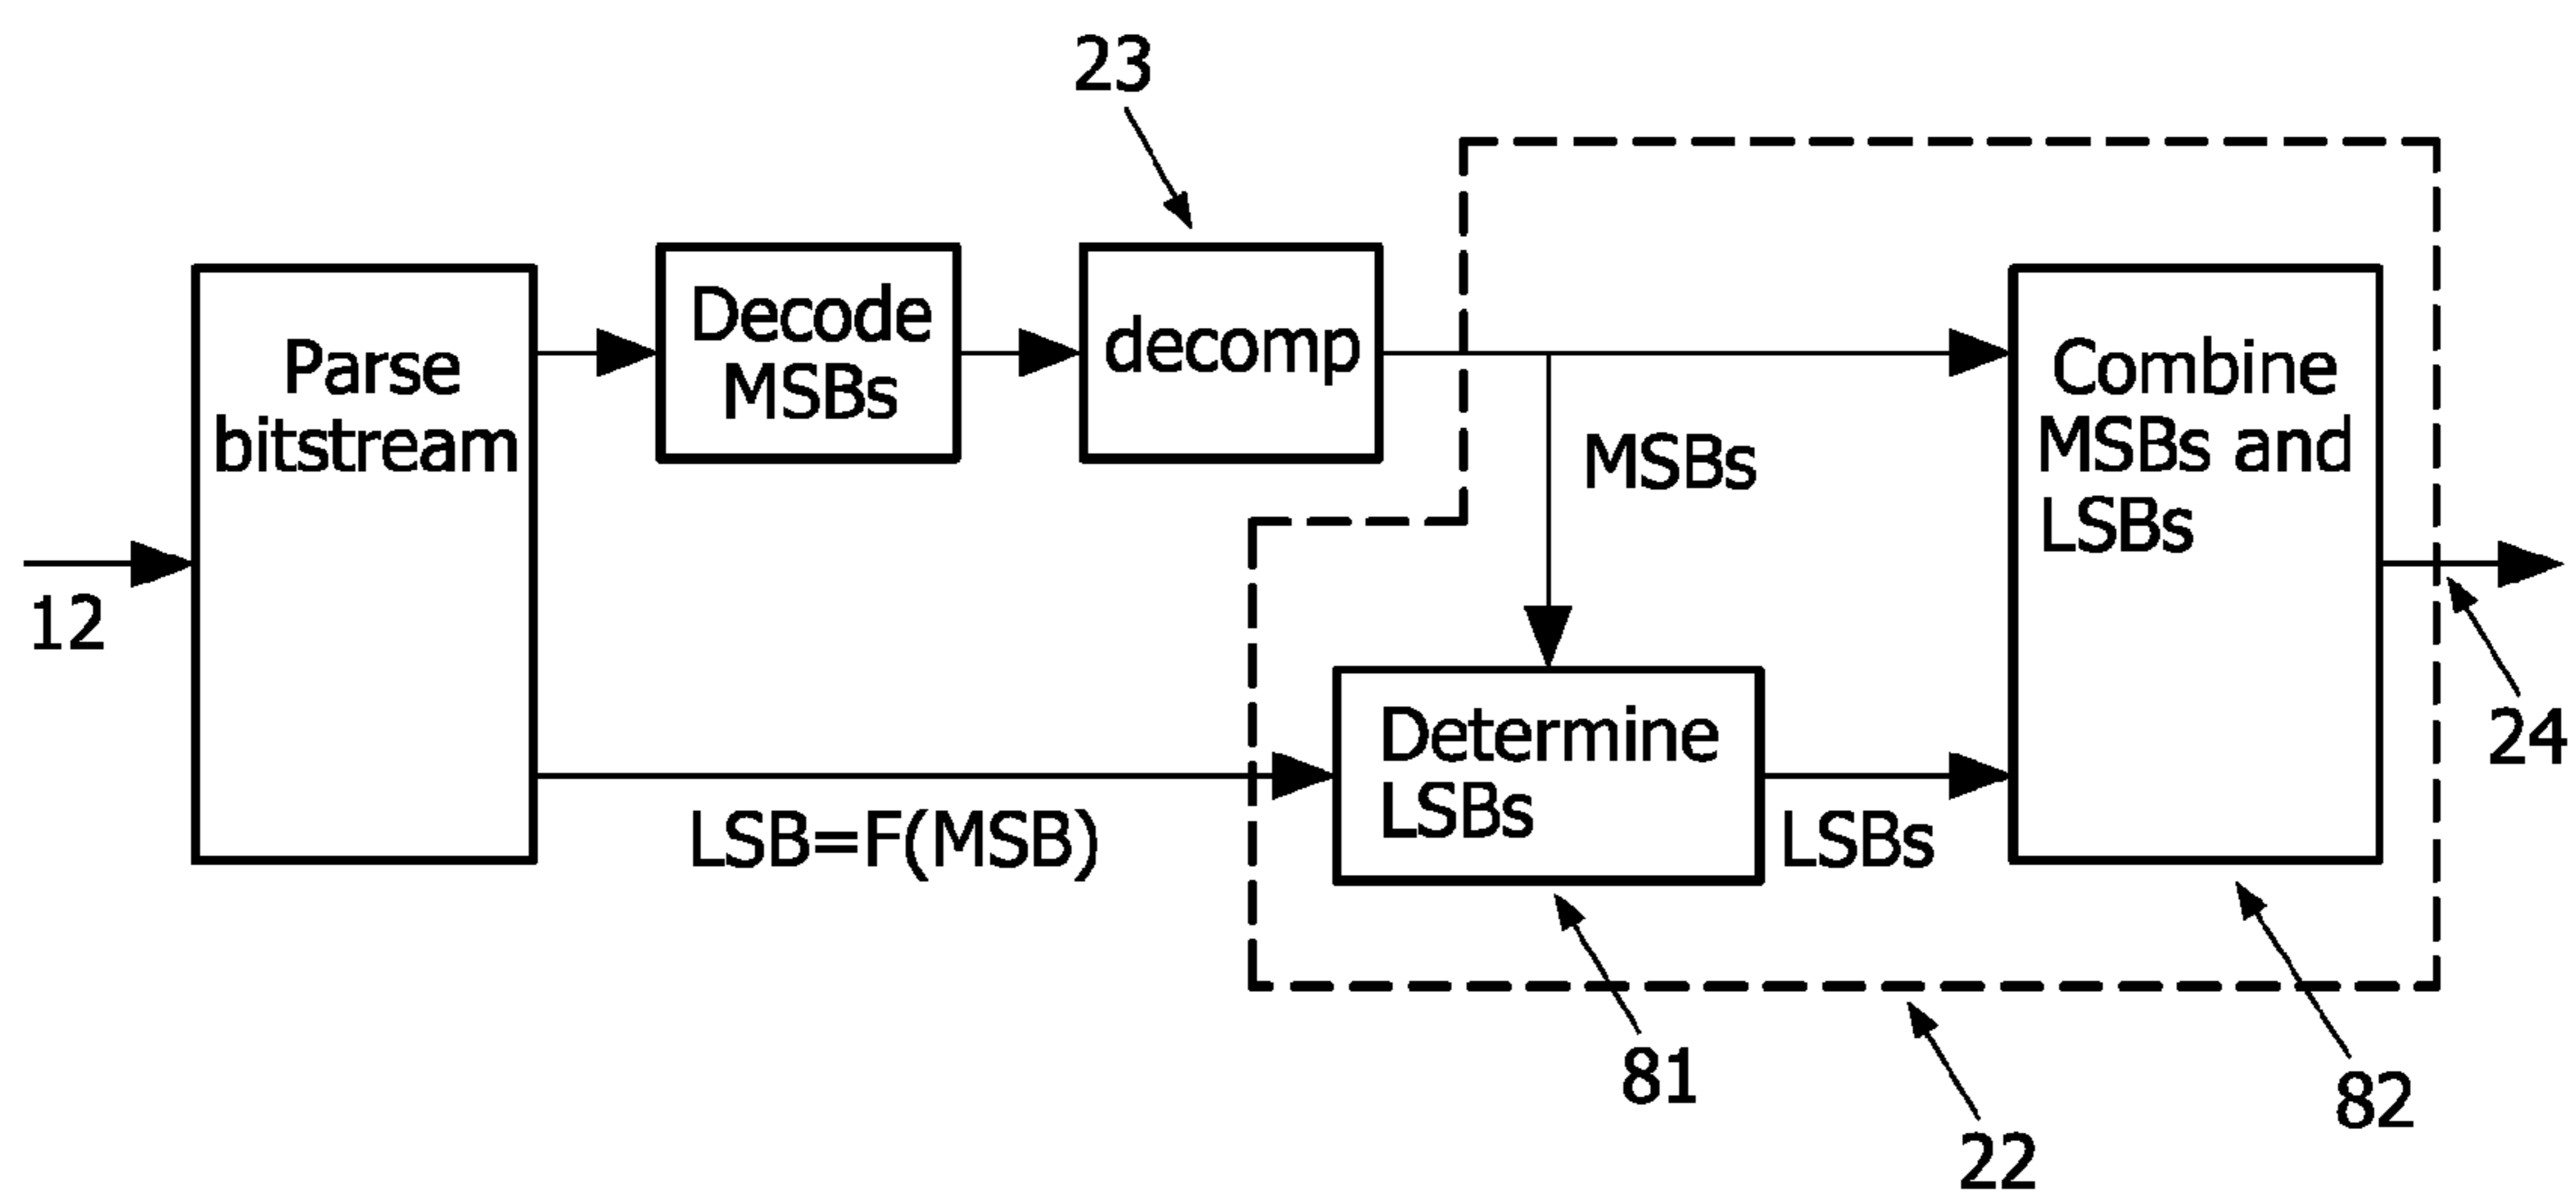 23
Parse
bitstream
Decode
MSBs
decomp
Combine
MSBs and
LSBs
MSBs
12
Determine
LSBs
LSB=F(MSB)
LSBs
24
81
82
22